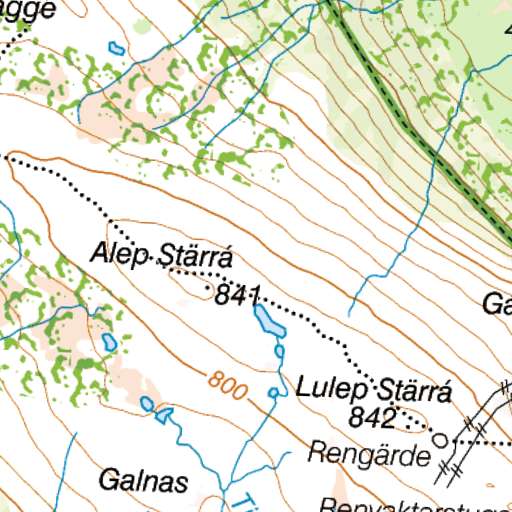 Alep Stärrá
841
800
Lulep Stärrá
842
Rengärde
Galnas